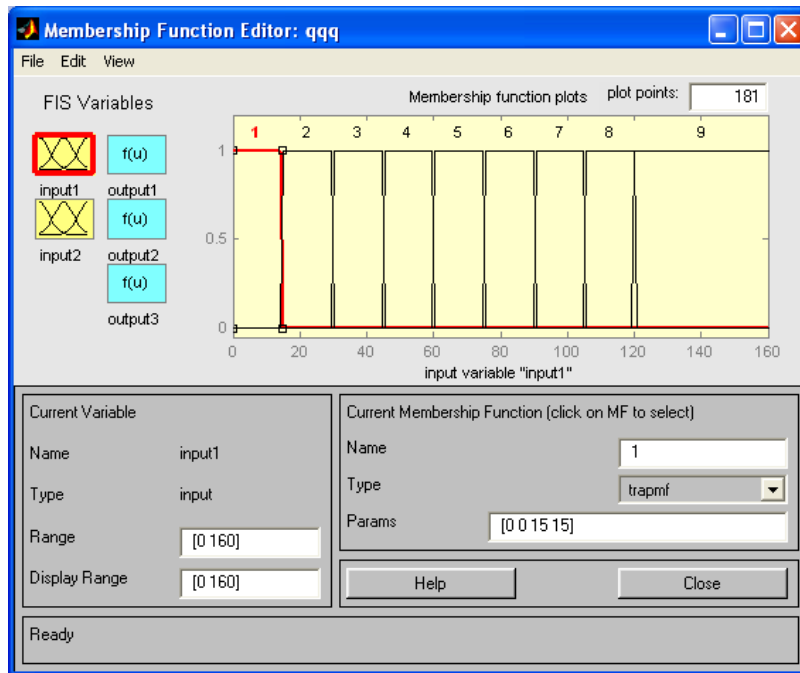 Membership Function Editor: qqq
File Edit View
FIS Variables
Membership function plots plot points: 181
f(u)
input1 output1
f(u)
input2 output2
f(u)
output3
1 2 3 4 5 6 7 8 9
1
0.5
0
0 20 40 60 80 100 120 140 160
input variable "input1"
Current Variable
Name input1
Type input
Range [0 160]
Display Range [0 160]
Current Membership Function (click on MF to select)
Name 1
Type trapmf
Params [0 0 15 15]
Help Close
Ready